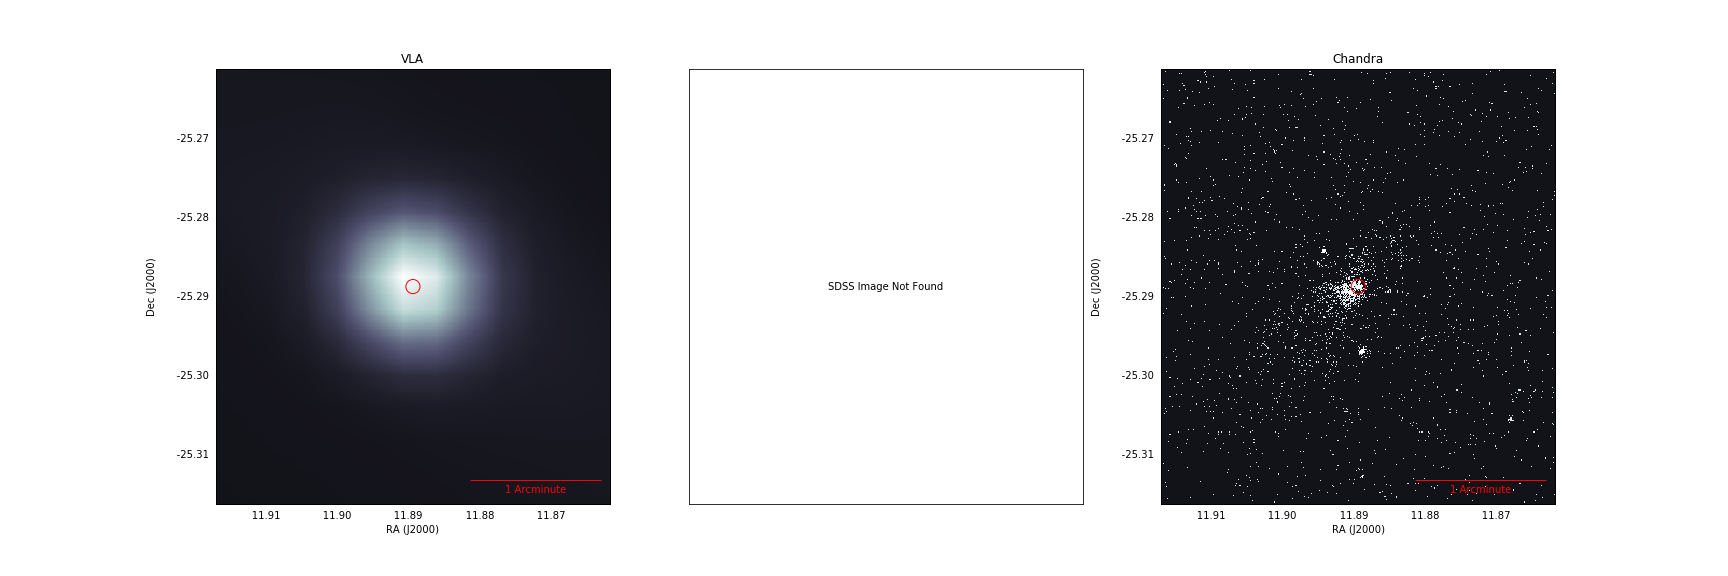 VLA
-25.27
-25.28
-25.29
-25.30
-25.31
Dec (J2000)
1 Arcminute
11.91 11.90 11.89 11.88 11.87
RA (J2000)
SDSS Image Not Found
Chandra
-25.27
-25.28
-25.29
-25.30
-25.31
Dec (J2000)
1 Arcminute
11.91 11.90 11.89 11.88 11.87
RA (J2000)